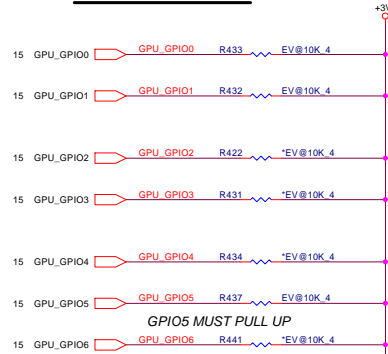 +3V
15 GPU_GPIO0 GPU_GPIO0 R433 EV@10K_4
15 GPU_GPIO1 GPU_GPIO1 R432 EV@10K_4
15 GPU_GPIO2 GPU_GPIO2 R422 *EV@10K_4
15 GPU_GPIO3 GPU_GPIO3 R431 *EV@10K_4
15 GPU_GPIO4 GPU_GPIO4 R434 *EV@10K_4
15 GPU_GPIO5 GPU_GPIO5 R437 EV@10K_4
GPIO5 MUST PULL UP
15 GPU_GPIO6 GPU_GPIO6 R441 *EV@10K_4